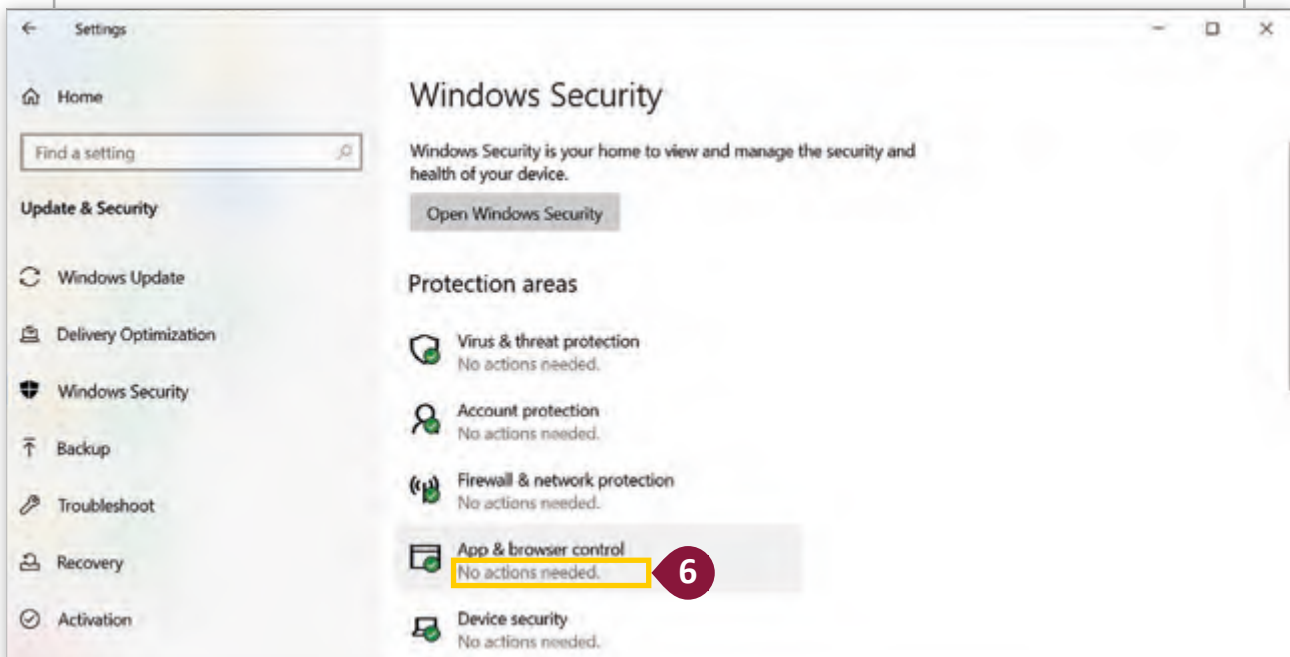 Settings
Home
Find a setting
Update & Security
Windows Update
Delivery Optimization
Windows Security
Backup
Troubleshoot
Recovery
Activation
Windows Security
Windows Security is your home to view and manage the security and
health of your device.
Open Windows Security
Protection areas
Virus & threat protection
No actions needed.
Account protection
No actions needed.
Firewall & network protection
No actions needed.
App & browser control
No actions needed.
6
Device security
No actions needed.